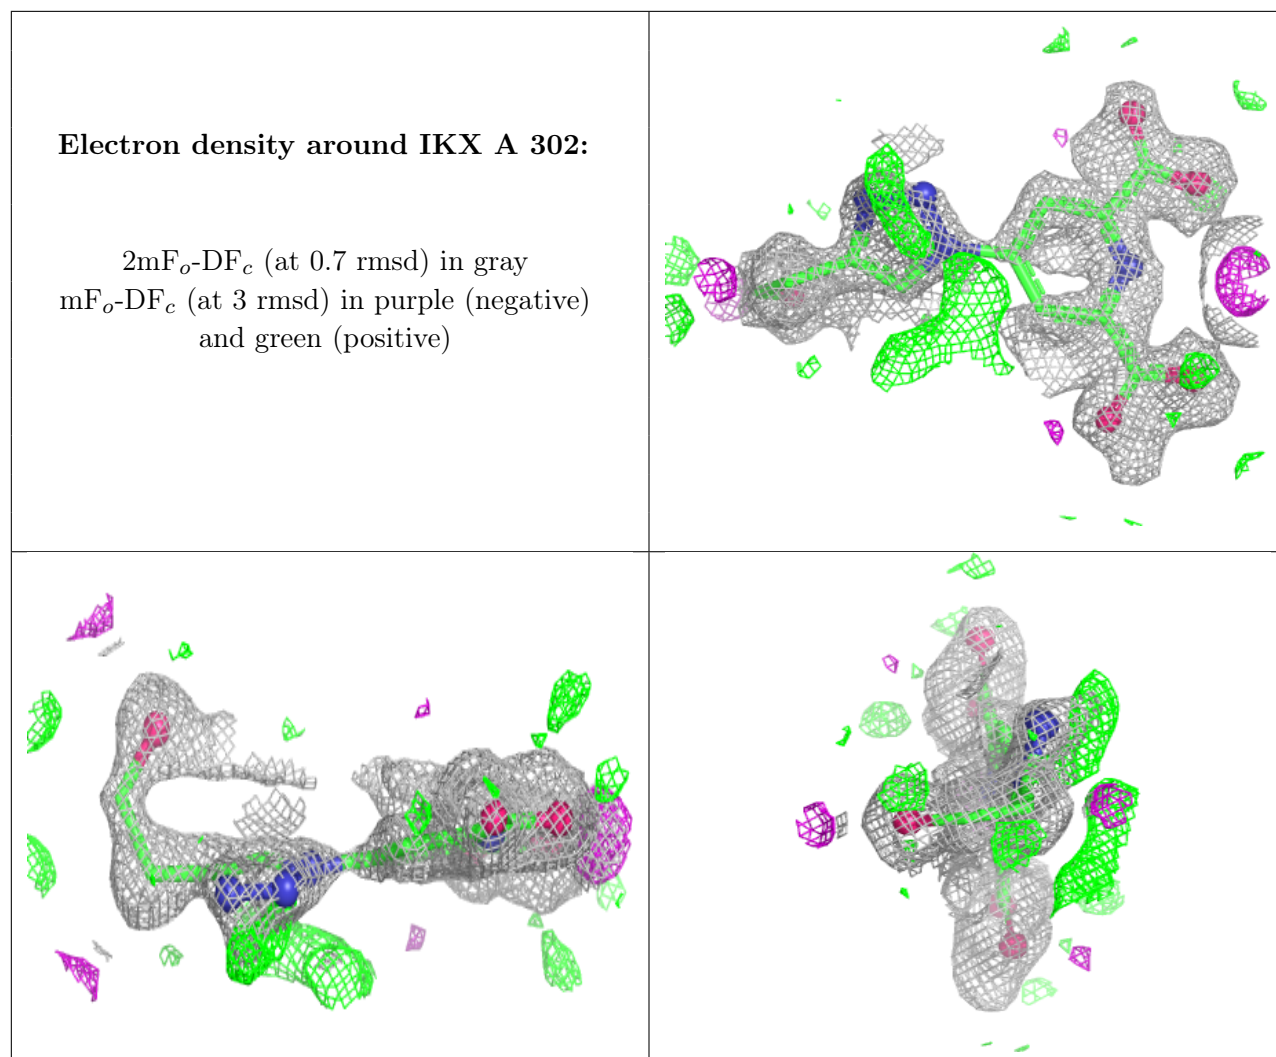 Electron density around IKX A 302:
2mFo-DFc (at 0.7 rmsd) in gray
mFo-DFc (at 3 rmsd) in purple (negative)
and green (positive)